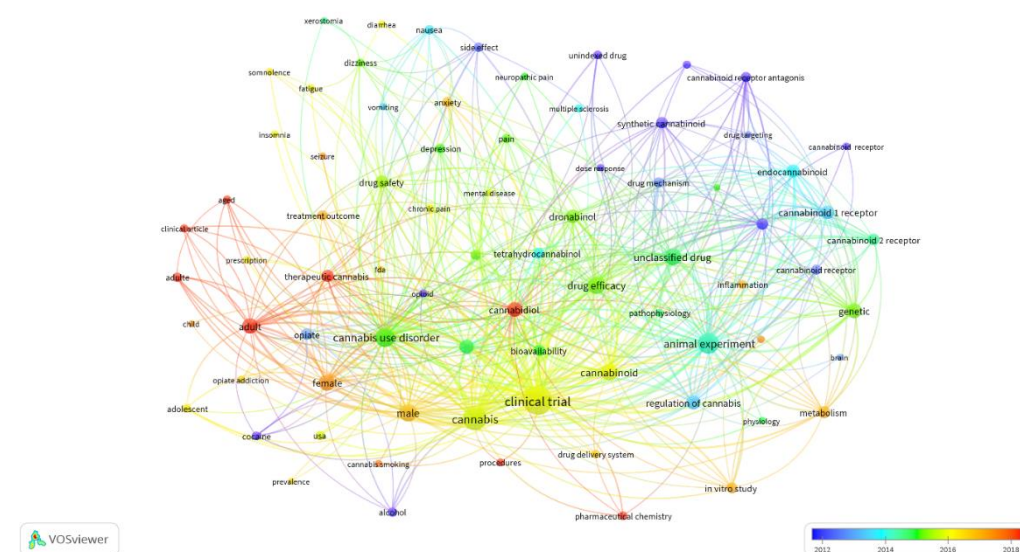 xerostomia
diarrhea
nausea
side effect
unindexed drug
dizziness
somnolence
neuropathic pain
cannabinoid receptor antagonis
fatigue
vomiting
anxiety
multiple sclerosis
synthetic cannabinoid
insomnia
pain
drug targeting
depression
cannabinoid receptor
seizure
dose response
endocannabinoid
drug safety
drug mechanism
mental disease
aged
chronic pain
treatment outcome
dronabinol
cannabinoid 1 receptor
clinical article
cannabinoid 2 receptor
prescription
tetrahydrocannabinol
unclassified drug
fda
cannabinoid receptor
adulte
therapeutic cannabis
drug efficacy
inflammation
opioid
cannabidiol
pathophysiology
genetic
child
adult
opiate
cannabis use disorder
animal experiment
bioavailability
brain
cannabinoid
opiate addiction
female
clinical trial
regulation of cannabis
adolescent
male
cannabis
metabolism
physiology
cocaine
usa
drug delivery system
cannabis smoking
procedures
prevalence
in vitro study
alcohol
pharmaceutical chemistry
VOSviewer
2012 2014 2016 2018